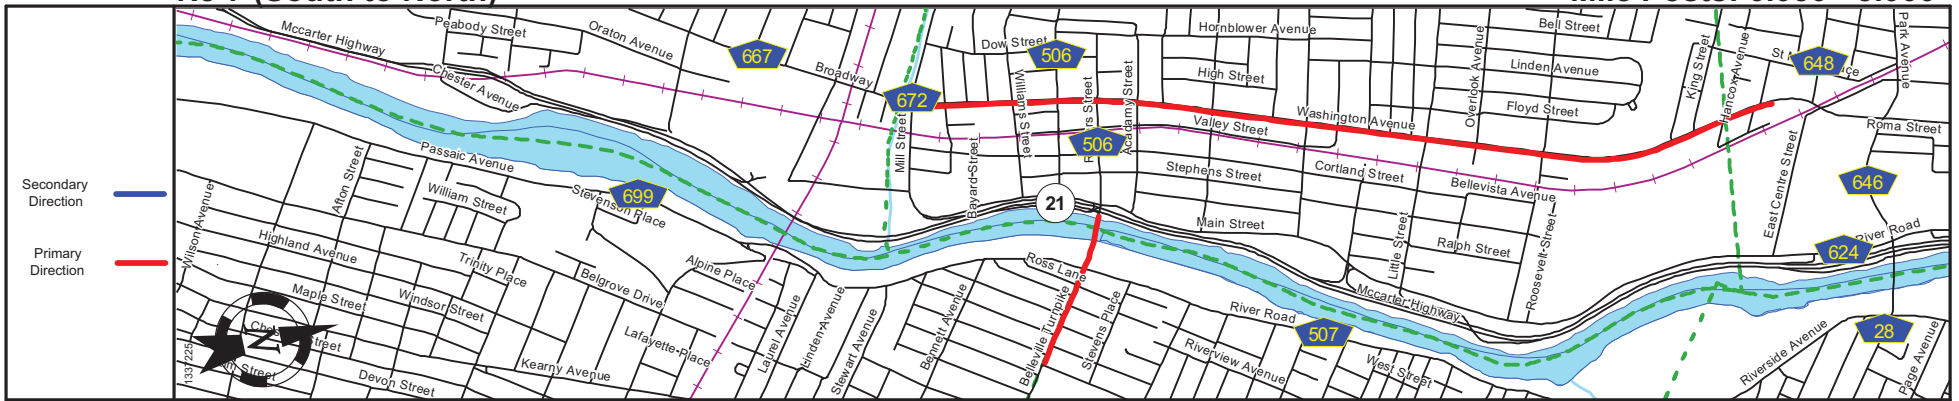 Secondary
Direction
Primary
Direction
Mccarter Highway
Peabody Street
Oraton Avenue
667
Broadway
Chester Avenue
672
Mill Street
Dow Street
506
Hornblower Avenue
Bell Street
High Street
Linden Avenue
Overlook Avenue
Floyd Street
King Street
Hancox Avenue
648
Park Avenue
Williams Street
Acadamy Street
506
Valley Street
Washington Avenue
Roma Street
Bayard Street
Stephens Street
Cortland Street
Bellevista Avenue
East Centre Street
646
Passaic Avenue
Afton Street
William Street
Stevenson Place
699
21
Main Street
Little Street
Ralph Street
Roosevelt Street
River Road
624
Wilson Avenue
Highland Avenue
Trinity Place
Alpine Place
Ross Lane
Mccarter Highway
Belgrove Drive
Maple Street
Windsor Street
Lafayette Place
Laurel Avenue
Linden Avenue
Stewart Avenue
Bennett Avenue
Belleville Turnpike
Stevens Place
River Road
507
Riverview Avenue
West Street
Riverside Avenue
28
Page Avenue
N
Street
Street
Kearny Avenue
Devon Street
1337225